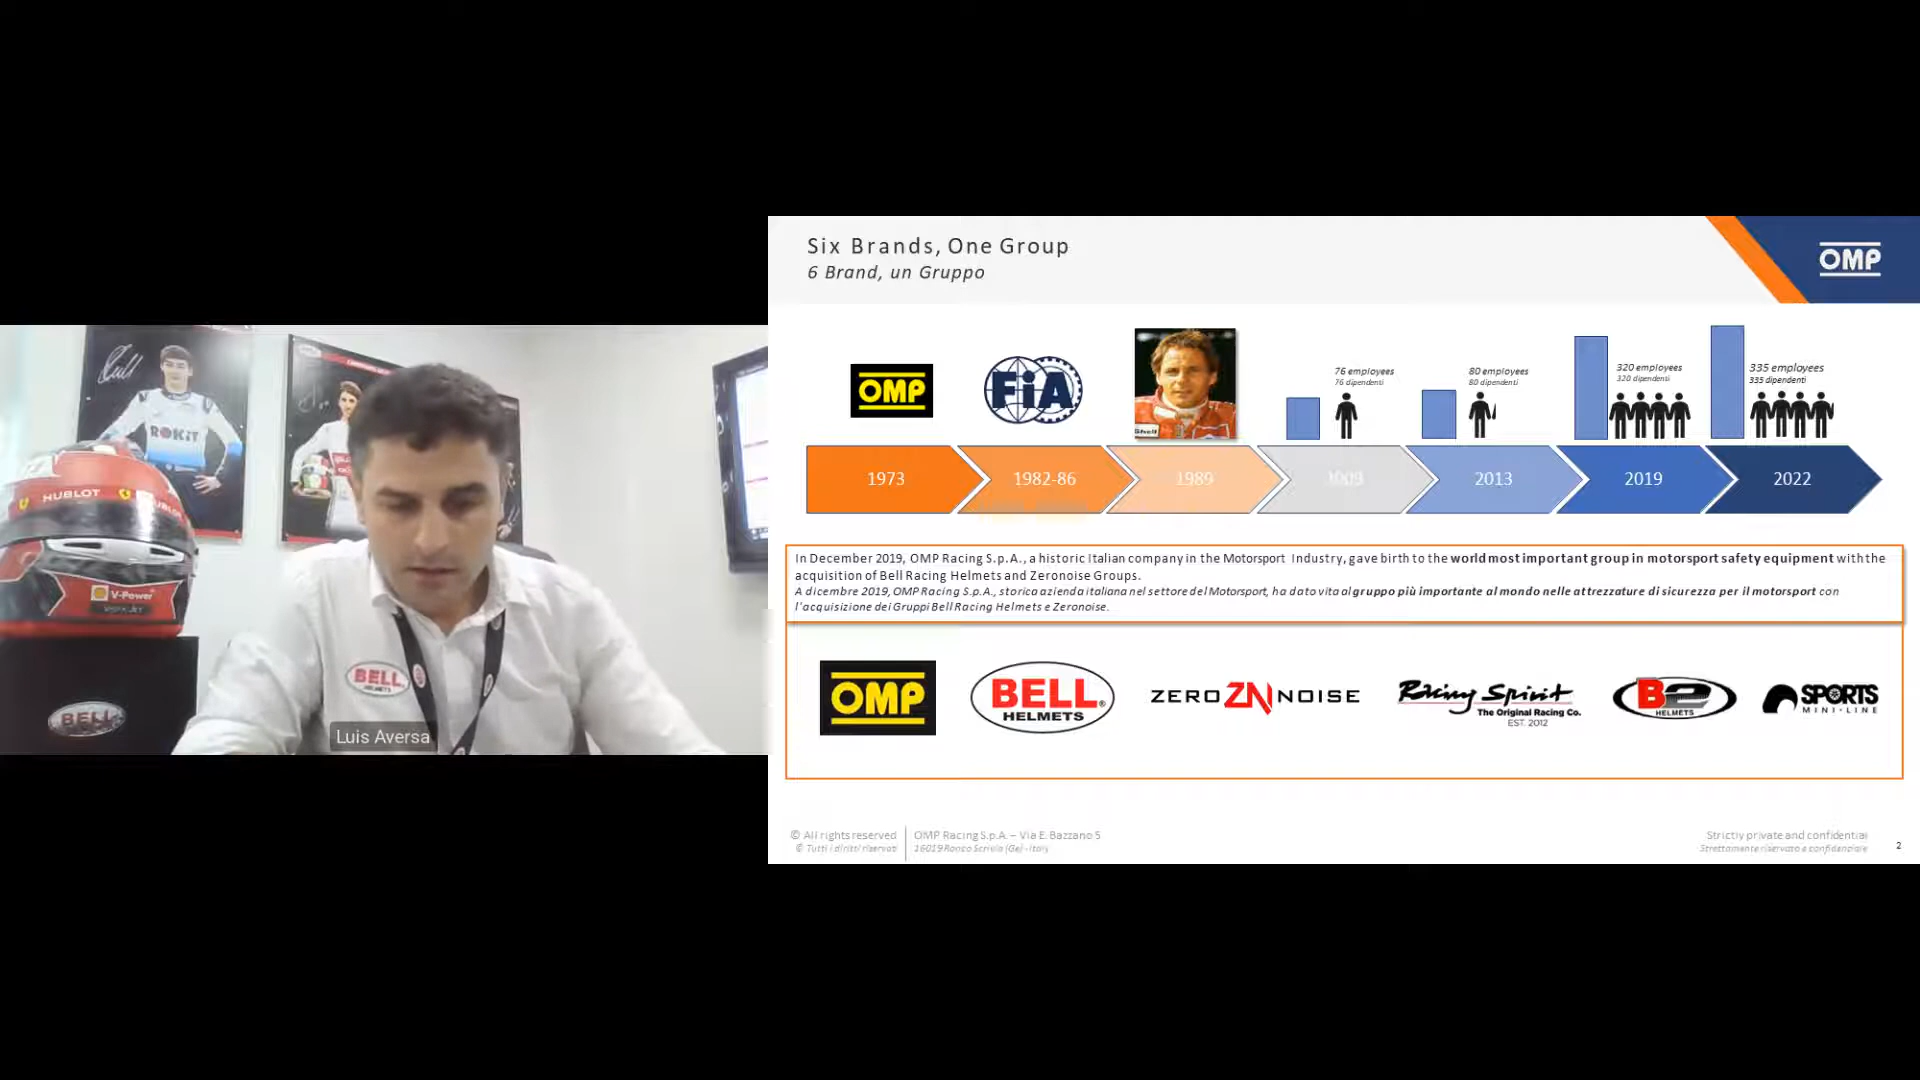 Six Brands, One Group
6 Brand, un Gruppo
OMP
OMP
FiA
76 employees
76 dipendenti
80 employees
80 dipendenti
320 employees
320 dipendenti
335 employees
335 dipendenti
1973
1982-86
1989
2013
2019
2022
In December 2019, OMP Racing S.p.A., a historic Italian company in the Motorsport Industry, gave birth to the world most important group in motorsport safety equipment with the
acquisition of Bell Racing Helmets and Zeronoise Groups.
A dicembre 2019, OMP Racing S.p.A., storica azienda italiana nel settore del Motorsport, ha dato vita al gruppo più importante al mondo nelle attrezzature di sicurezza per il motorsport con
l'acquisizione dei Gruppi Bell Racing Helmets e Zeronoise.
OMP
BELL
HELMETS
ZERO ZN NOISE
Racing Spirit
The Original Racing Co.
EST. 2012
B2
HELMETS
SPORTS
MINI-LINE
© All rights reserved
© Tutti i diritti riservati
OMP Racing S.p.A. – Via E. Bazzano 5
16019 Ronco Scrivia (Ge) - Italy
Strictly private and confidential
Strettamente riservato e confidenziale
2
ROKiT
HUBLOT
V-Power
BELL
BELL
HELMETS
Luis Aversa